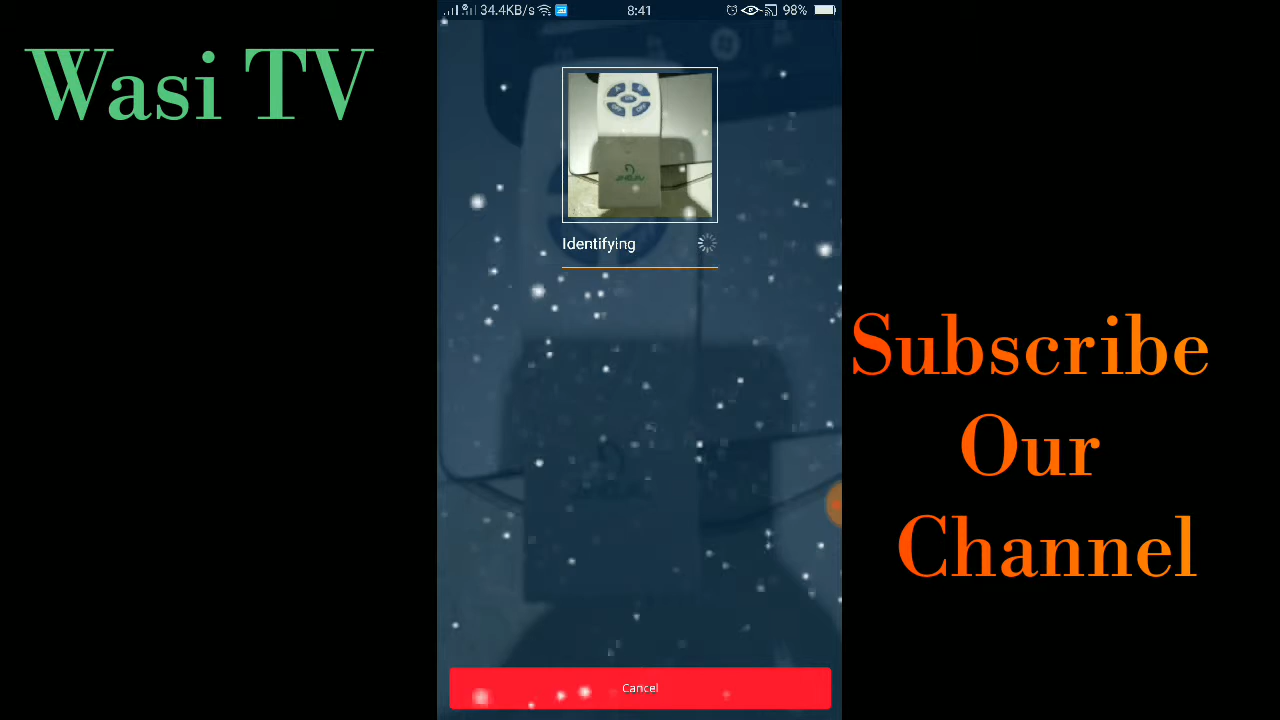 Wasi TV
34.4KB/s
8:41
98%
Identifying
Subscribe
Our
Channel
Cancel